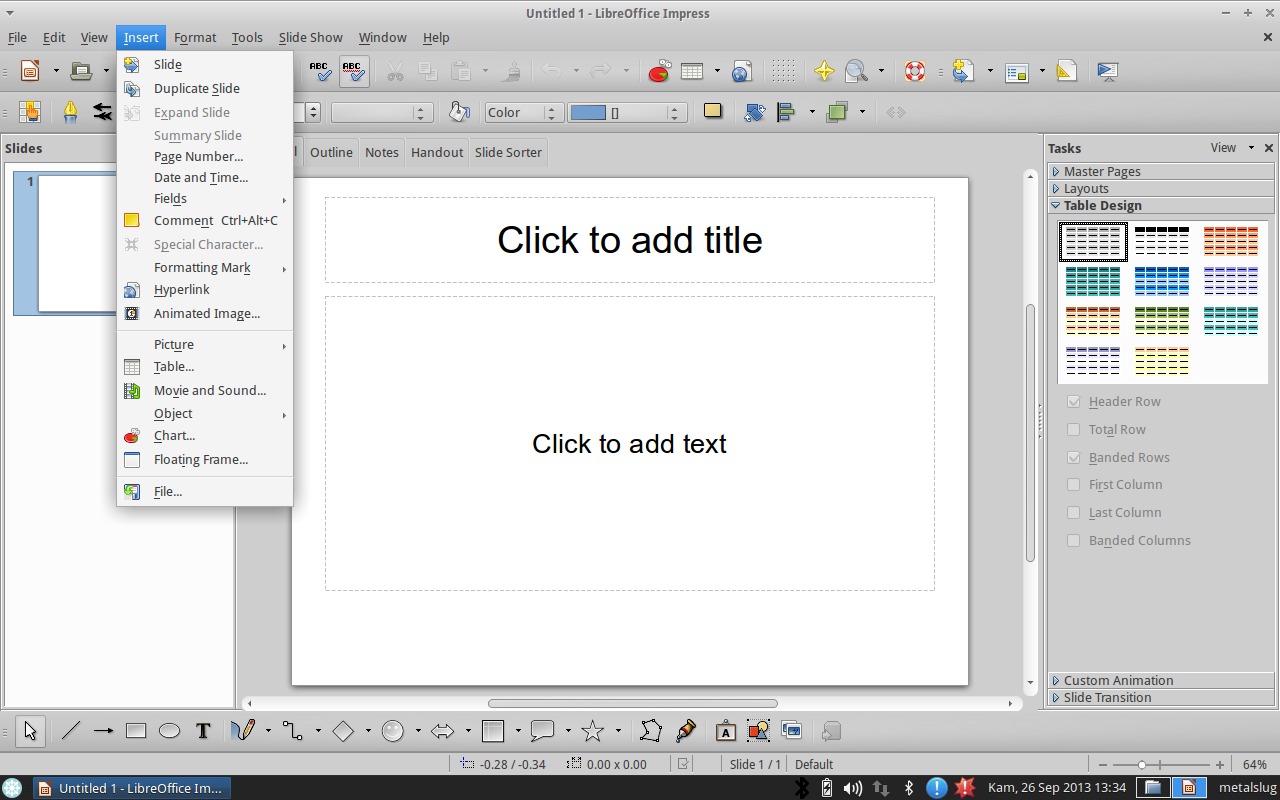 Untitled 1 - LibreOffice Impress
File Edit View Insert Format Tools Slide Show Window Help
Slide
Duplicate Slide
Expand Slide
Summary Slide
Page Number...
Date and Time...
Fields
Comment Ctrl+Alt+C
Special Character...
Formatting Mark
Hyperlink
Animated Image...
Picture
Table...
Movie and Sound...
Object
Chart...
Floating Frame...
File...
ABC ABC
Color []
Slides
1
Outline Notes Handout Slide Sorter
Click to add title
Click to add text
Tasks View
Master Pages
Layouts
Table Design
Header Row
Total Row
Banded Rows
First Column
Last Column
Banded Columns
Custom Animation
Slide Transition
T A
-0.28 / -0.34 0.00 x 0.00 Slide 1 / 1 Default 64%
Untitled 1 - LibreOffice Im... Kam, 26 Sep 2013 13:34 metalslug